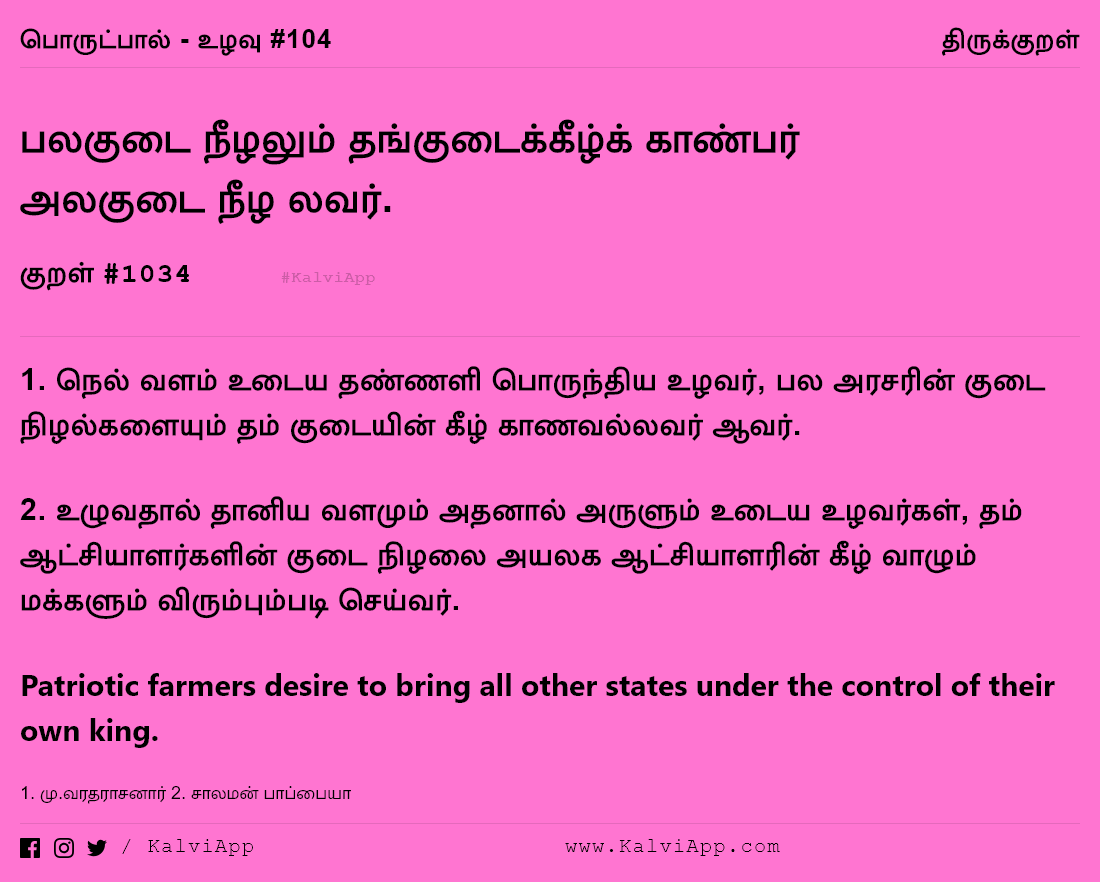 பொருட்பால் - உழவு #104 திருக்குறள்
பலகுடை நீழலும் தங்குடைக்கீழ்க் காண்பர்
அலகுடை நீழ லவர்.
குறள் #1034 #KalviApp
1. நெல் வளம் உடைய தண்ணளி பொருந்திய உழவர், பல அரசரின் குடை
நிழல்களையும் தம் குடையின் கீழ் காணவல்லவர் ஆவர்.
2. உழுவதால் தானிய வளமும் அதனால் அருளும் உடைய உழவர்கள், தம்
ஆட்சியாளர்களின் குடை நிழலை அயலக ஆட்சியாளரின் கீழ் வாழும்
மக்களும் விரும்பும்படி செய்வர்.
Patriotic farmers desire to bring all other states under the control of their
own king.
1. மு.வரதராசனார் 2. சாலமன் பாப்பையா
/ KalviApp www.KalviApp.com